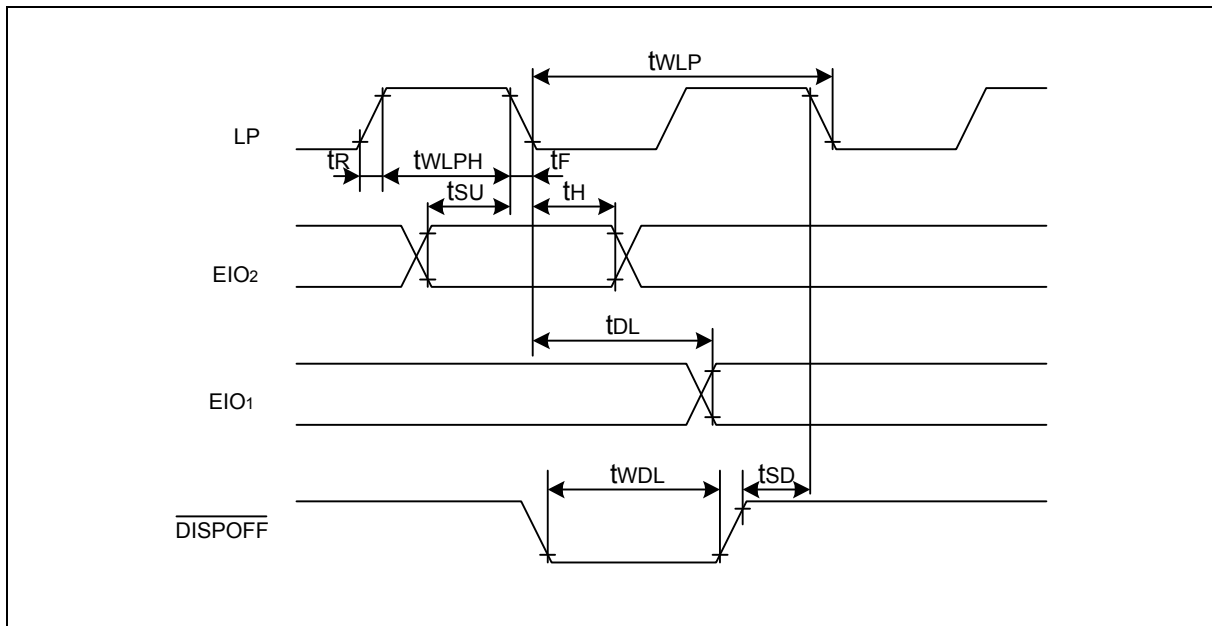 tWLP
LP
tR
tWLPH
tF
tSU
tH
EIO2
tDL
EIO1
tWDL
tSD
DISPOFF